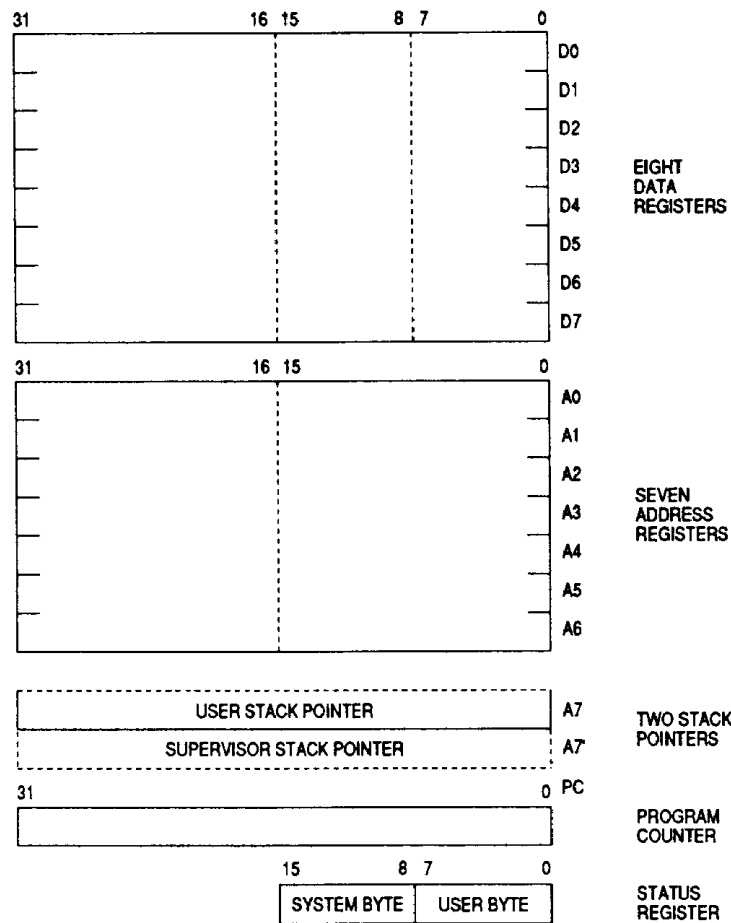 31 16 15 8 7 0
D0
D1
D2
D3
D4
D5
D6
D7
EIGHT
DATA
REGISTERS
31 16 15 0
A0
A1
A2
A3
A4
A5
A6
SEVEN
ADDRESS
REGISTERS
USER STACK POINTER A7
SUPERVISOR STACK POINTER A7'
TWO STACK
POINTERS
31 0 PC
PROGRAM
COUNTER
15 8 7 0
SYSTEM BYTE USER BYTE
STATUS
REGISTER